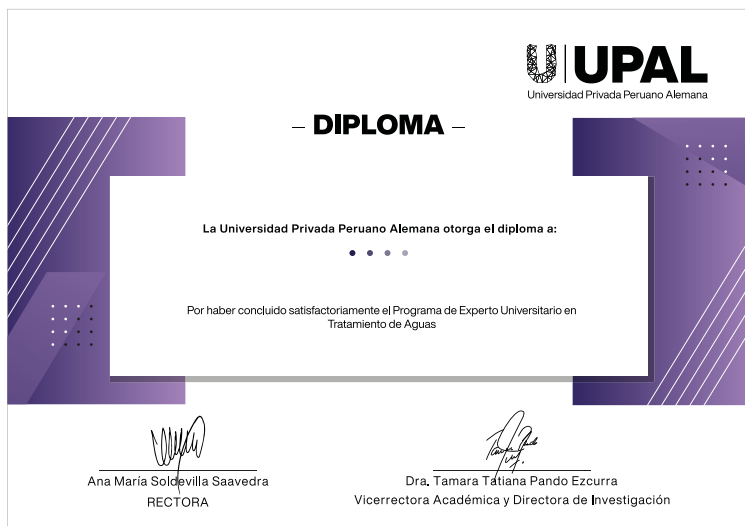 UPAL
Universidad Privada Peruano Alemana
– DIPLOMA –
La Universidad Privada Peruano Alemana otorga el diploma a:
Por haber concluido satisfactoriamente el Programa de Experto Universitario en
Tratamiento de Aguas
Ana María Soldevilla Saavedra
RECTORA
Dra. Tamara Tatiana Pando Ezcurra
Vicerrectora Académica y Directora de Investigación